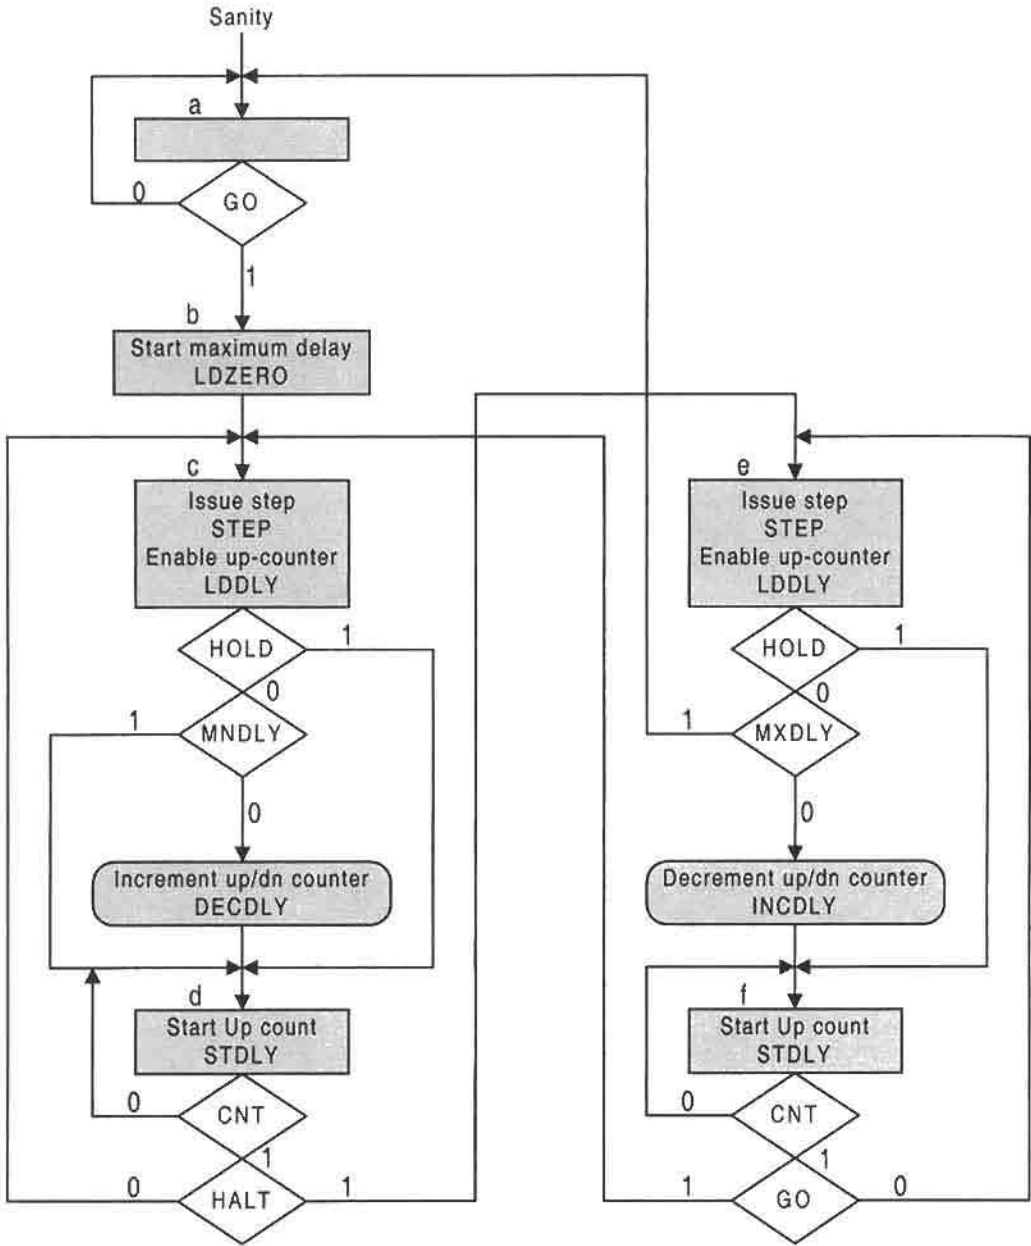 Sanity
a
0
GO
1
b
Start maximum delay
LDZERO
c
Issue step
STEP
Enable up-counter
LDDLY
HOLD
1
0
1
MNDLY
0
Increment up/dn counter
DECDLY
d
Start Up count
STDLY
0
CNT
1
0
HALT
1
e
Issue step
STEP
Enable up-counter
LDDLY
HOLD
1
0
1
MXDLY
0
Decrement up/dn counter
INCDLY
f
Start Up count
STDLY
0
CNT
1
1
GO
0